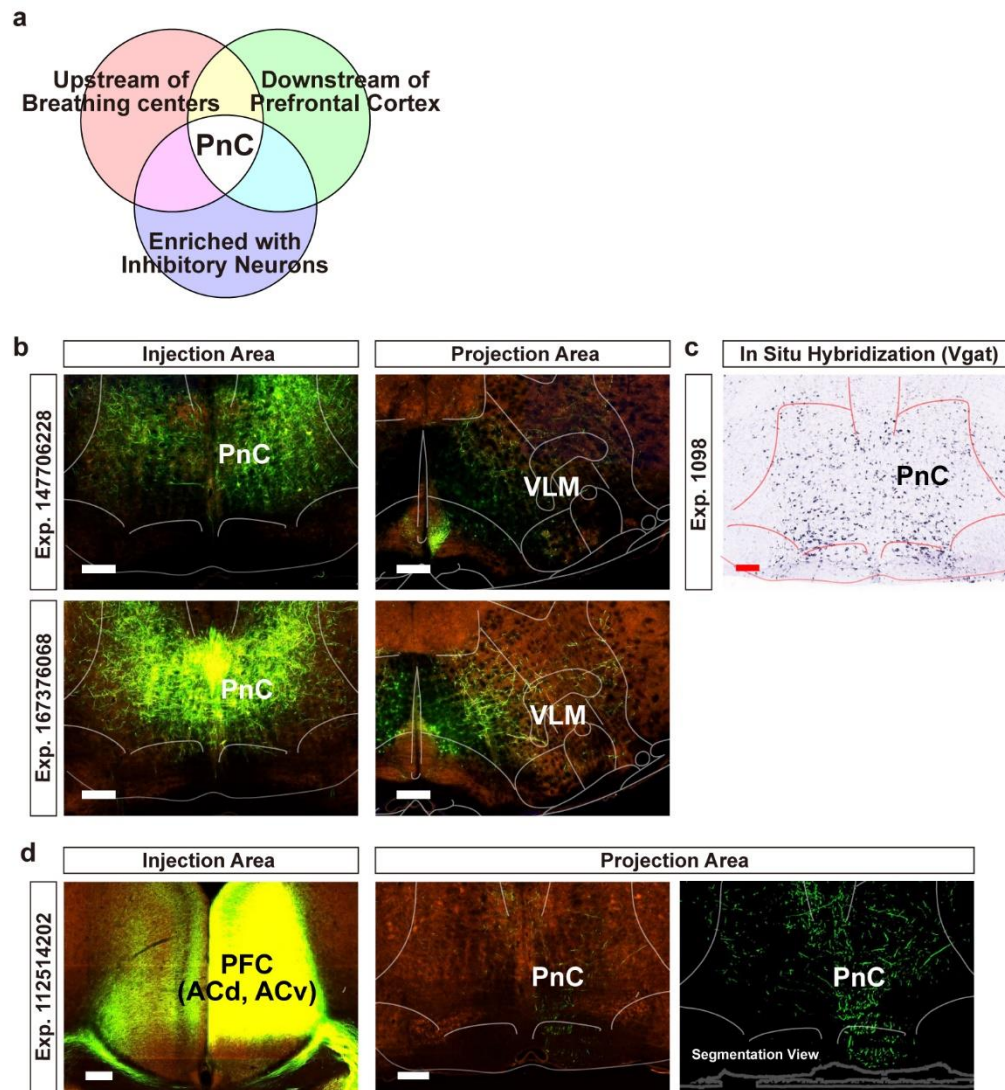 a
Upstream of
Breathing centers
Downstream of
Prefrontal Cortex
PnC
Enriched with
Inhibitory Neurons
b
Injection Area
Projection Area
Exp. 147706228
PnC
VLM
Exp. 167376068
PnC
VLM
c
In Situ Hybridization (Vgat)
Exp. 1098
PnC
d
Injection Area
Projection Area
Exp. 112514202
PFC
(ACd, ACv)
PnC
PnC
Segmentation View